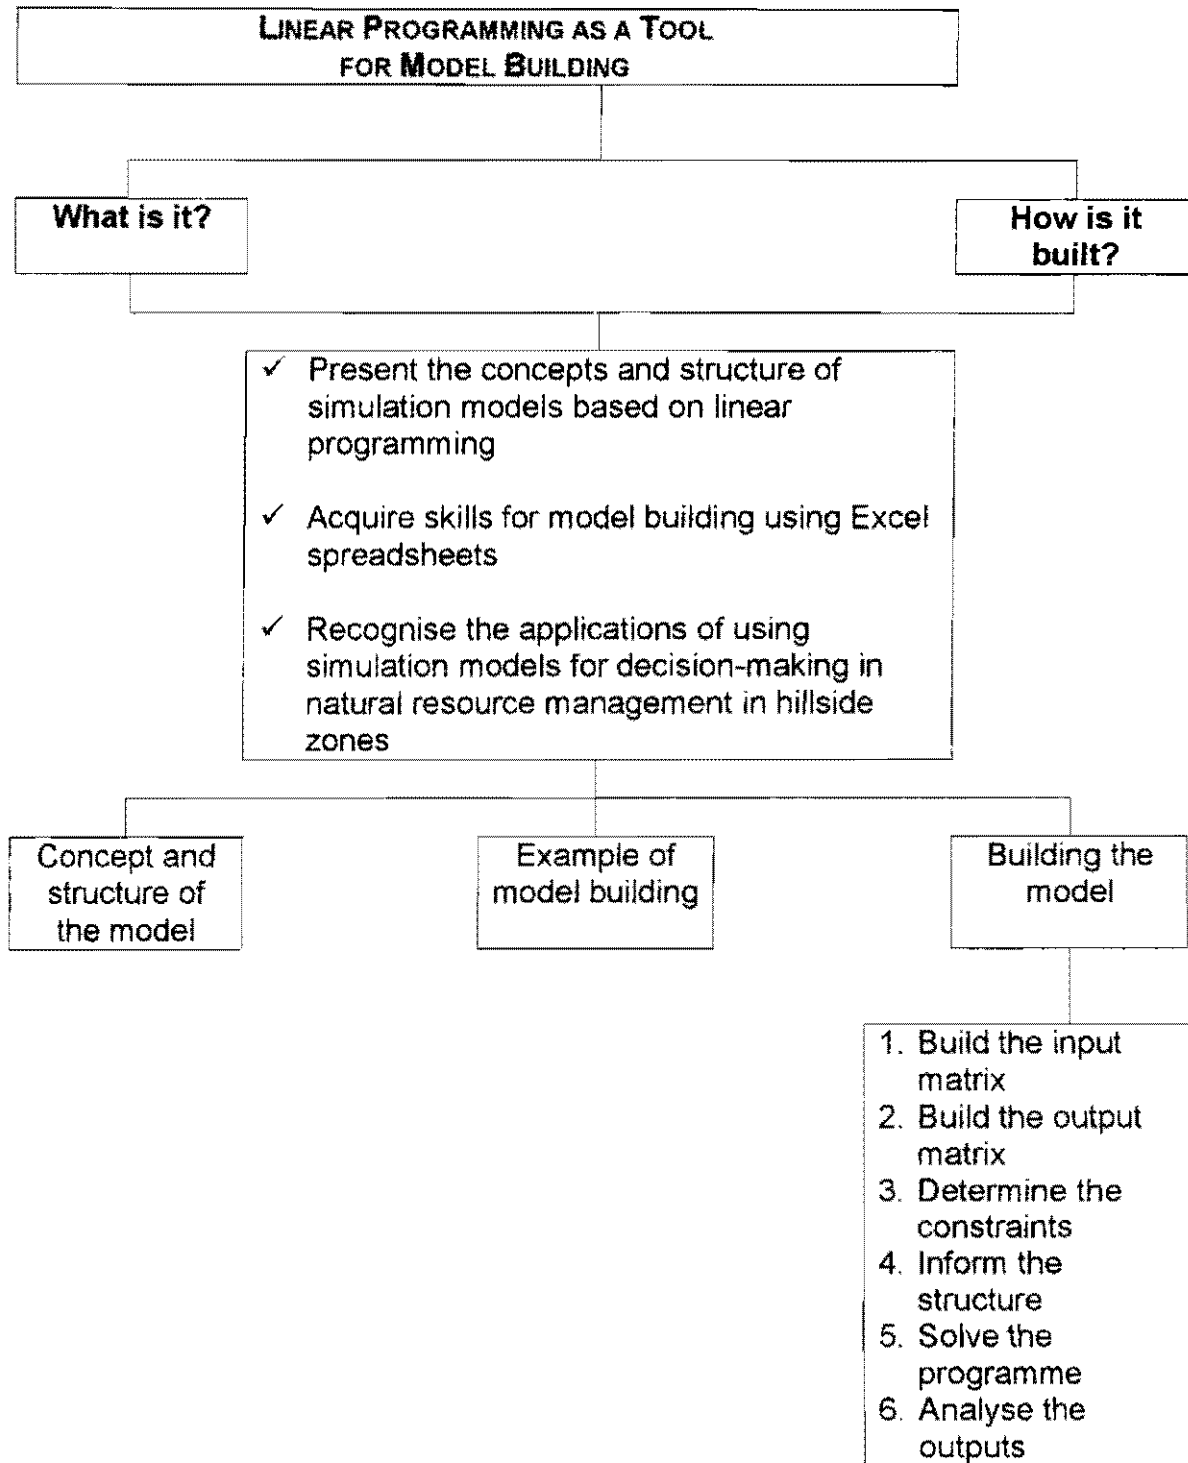 LINEAR PROGRAMMING AS A TOOL
FOR MODEL BUILDING
What is it?
How is it
built?
✓ Present the concepts and structure of
simulation models based on linear
programming
✓ Acquire skills for model building using Excel
spreadsheets
✓ Recognise the applications of using
simulation models for decision-making in
natural resource management in hillside
zones
Concept and
structure of
the model
Example of
model building
Building the
model
1. Build the input
matrix
2. Build the output
matrix
3. Determine the
constraints
4. Inform the
structure
5. Solve the
programme
6. Analyse the
outputs